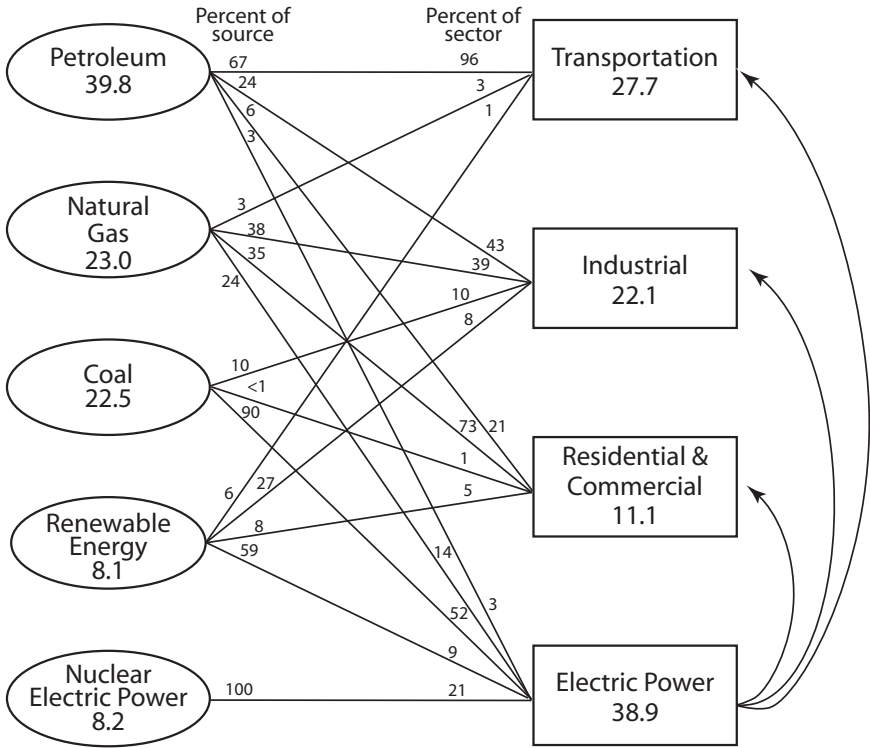 Percent of
source
Percent of
sector
Petroleum
39.8
67
24
6
3
96
3
1
Transportation
27.7
Natural
Gas
23.0
3
38
35
24
43
39
10
8
Industrial
22.1
Coal
22.5
10
<1
90
73 21
1
5
Residential &
Commercial
11.1
Renewable
Energy
8.1
6
27
8
59
14
3
52
9
21
Electric Power
38.9
Nuclear
Electric Power
8.2
100